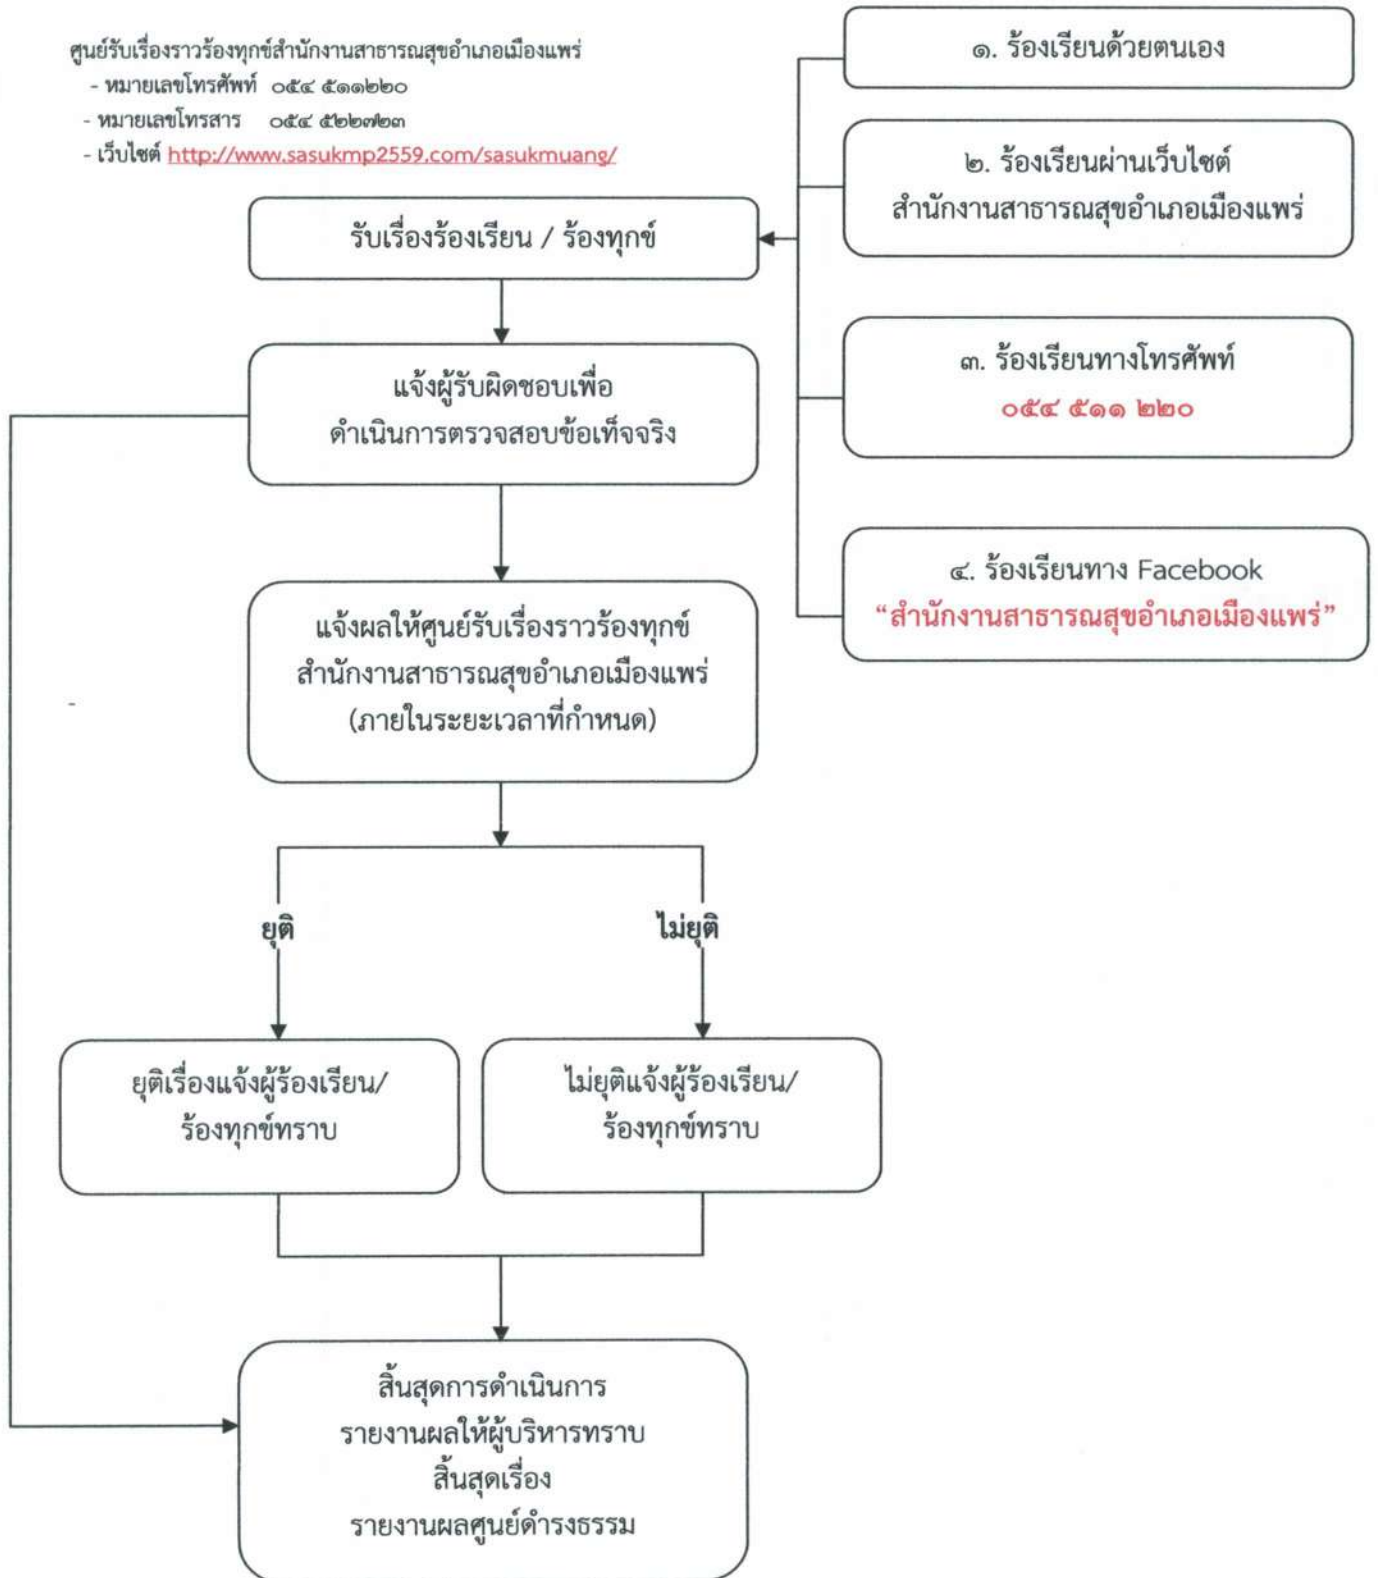 ศูนย์รับเรื่องราวร้องทุกข์สำนักงานสาธารณสุขอำเภอเมืองแพร่
- หมายเลขโทรศัพท์ ๐๕๔ ๕๑๑๒๒๐
- หมายเลขโทรสาร ๐๕๔ ๕๒๒๗๒๓
- เว็บไซต์ http://www.sasukmp2559.com/sasukmuang/
๑. ร้องเรียนด้วยตนเอง
๒. ร้องเรียนผ่านเว็บไซต์
สำนักงานสาธารณสุขอำเภอเมืองแพร่
๓. ร้องเรียนทางโทรศัพท์
๐๕๔ ๕๑๑ ๒๒๐
๔. ร้องเรียนทาง Facebook
“สำนักงานสาธารณสุขอำเภอเมืองแพร่”
รับเรื่องร้องเรียน / ร้องทุกข์
แจ้งผู้รับผิดชอบเพื่อ
ดำเนินการตรวจสอบข้อเท็จจริง
แจ้งผลให้ศูนย์รับเรื่องราวร้องทุกข์
สำนักงานสาธารณสุขอำเภอเมืองแพร่
(ภายในระยะเวลาที่กำหนด)
ยุติ
ไม่ยุติ
ยุติเรื่องแจ้งผู้ร้องเรียน/
ร้องทุกข์ทราบ
ไม่ยุติแจ้งผู้ร้องเรียน/
ร้องทุกข์ทราบ
สิ้นสุดการดำเนินการ
รายงานผลให้ผู้บริหารทราบ
สิ้นสุดเรื่อง
รายงานผลศูนย์ดำรงธรรม